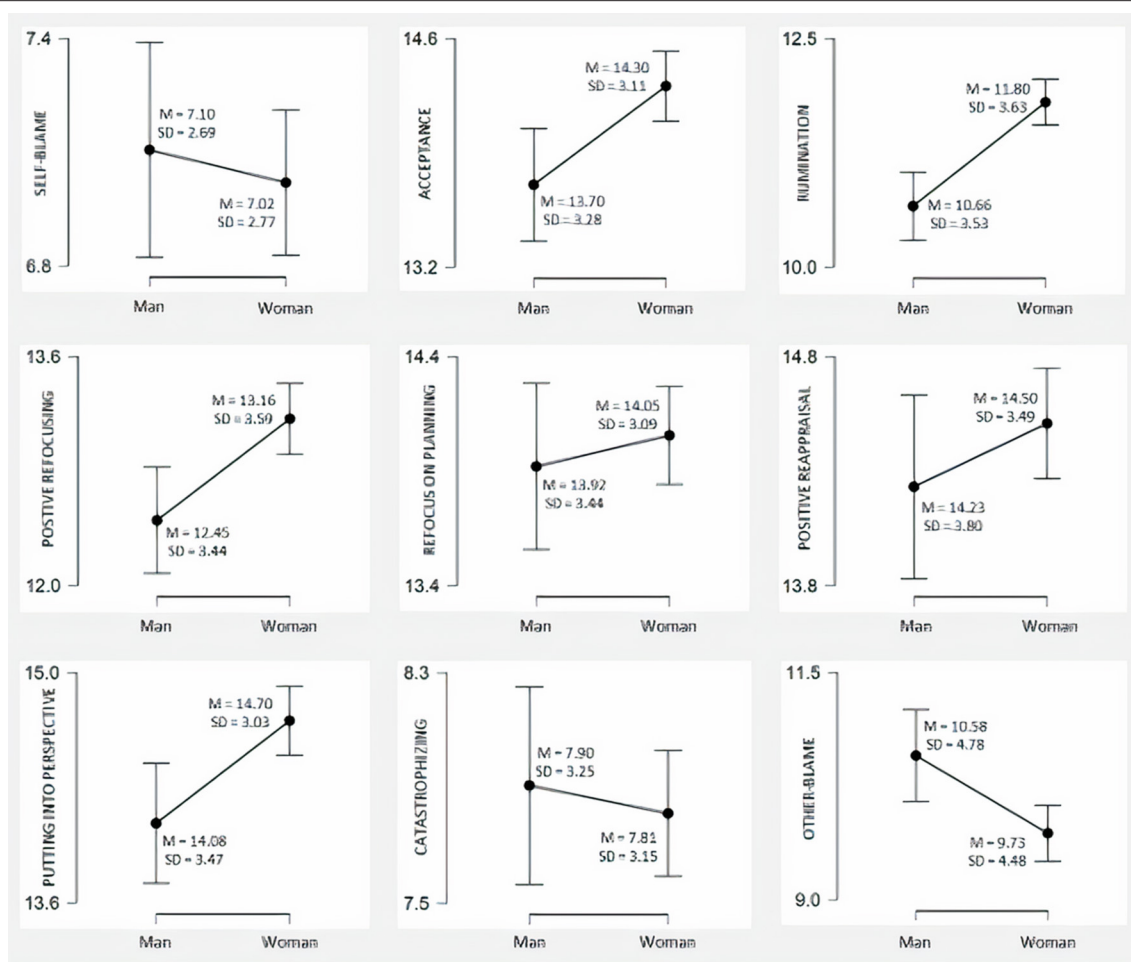 7.4
SELF-BLAME
M = 7.10
SD = 2.69
M = 7.02
SD = 2.77
6.8
Man Woman
14.6
ACCEPTANCE
M = 14.30
SD = 3.11
M = 13.70
SD = 3.28
13.2
Man Woman
12.5
RUMINATION
M = 11.80
SD = 3.63
M = 10.66
SD = 3.53
10.0
Man Woman
13.6
POSTIVE REFOCUSING
M = 13.16
SD = 3.59
M = 12.45
SD = 3.44
12.0
Man Woman
14.4
REFOCUS ON PLANNING
M = 14.05
SD = 3.09
M = 13.92
SD = 3.44
13.4
Man Woman
14.8
POSITIVE REAPPRAISAL
M = 14.50
SD = 3.49
M = 14.23
SD = 3.80
13.8
Man Woman
15.0
PUTTING INTO PERSPECTIVE
M = 14.70
SD = 3.03
M = 14.08
SD = 3.47
13.6
Man Woman
8.3
CATASTROPHIZING
M = 7.90
SD = 3.25
M = 7.81
SD = 3.15
7.5
Man Woman
11.5
OTHER-BLAME
M = 10.58
SD = 4.78
M = 9.73
SD = 4.48
9.0
Man Woman